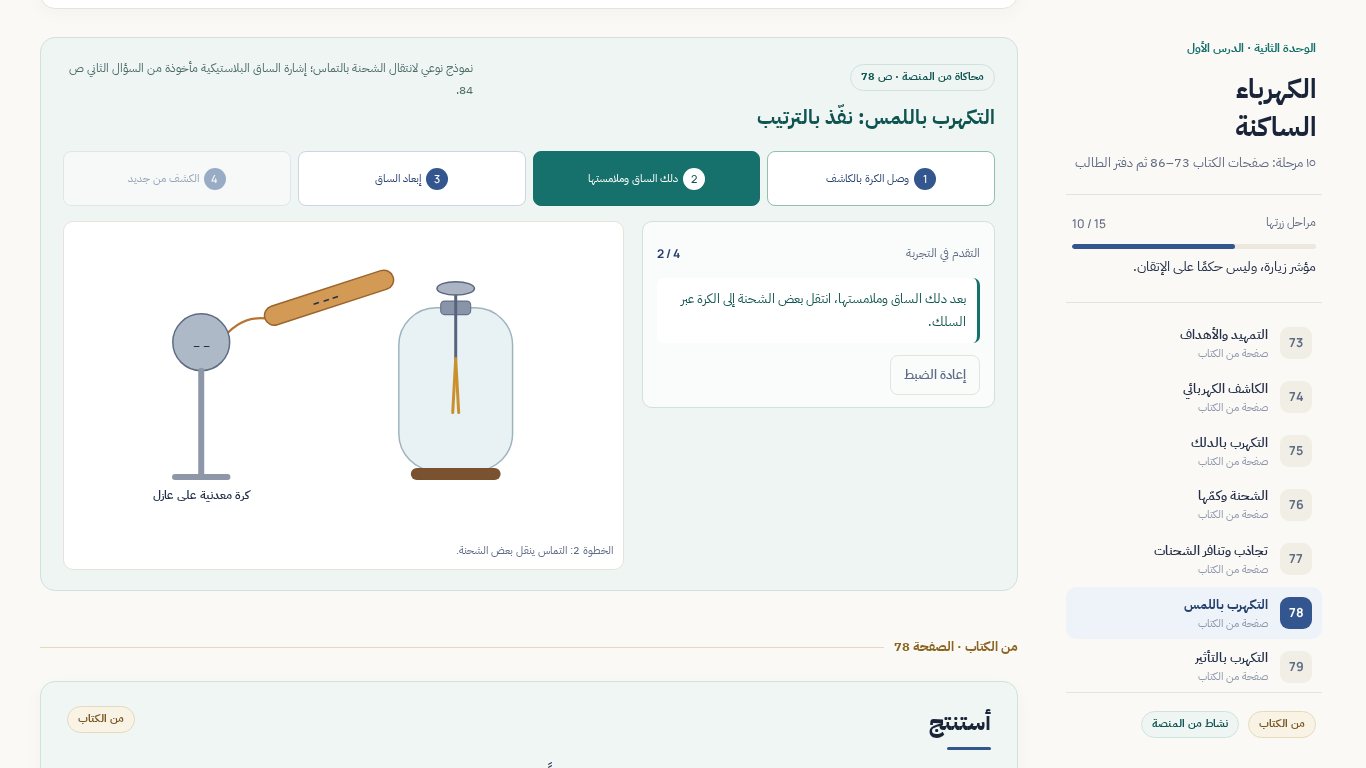 الوحدة الثانية · الدرس الأول
الكهرباء
الساكنة
١٥ مرحلة: صفحات الكتاب 73–86 ثم دفتر الطالب
مراحل زرتها
10 / 15
مؤشر زيارة، وليس حكمًا على الإتقان.
73
التمهيد والأهداف
صفحة من الكتاب
74
الكاشف الكهربائي
صفحة من الكتاب
75
التكهرب بالدلك
صفحة من الكتاب
76
الشحنة وكمّها
صفحة من الكتاب
77
تجاذب وتنافر الشحنات
صفحة من الكتاب
78
التكهرب باللمس
صفحة من الكتاب
79
التكهرب بالتأثير
صفحة من الكتاب
من الكتاب
نشاط من المنصة
محاكاة من المنصة · ص 78
التكهرب باللمس: نفّذ بالترتيب
نموذج نوعي لانتقال الشحنة بالتماس؛ إشارة الساق البلاستيكية مأخوذة من السؤال الثاني ص
84.
1 وصل الكرة بالكاشف
2 دلك الساق وملامستها
3 إبعاد الساق
4 الكشف من جديد
التقدم في التجربة
2 / 4
بعد دلك الساق وملامستها، انتقل بعض الشحنة إلى الكرة عبر
السلك.
إعادة الضبط
– – –
– –
كرة معدنية على عازل
الخطوة 2: التماس ينقل بعض الشحنة.
من الكتاب · الصفحة 78
أستنتج
من الكتاب